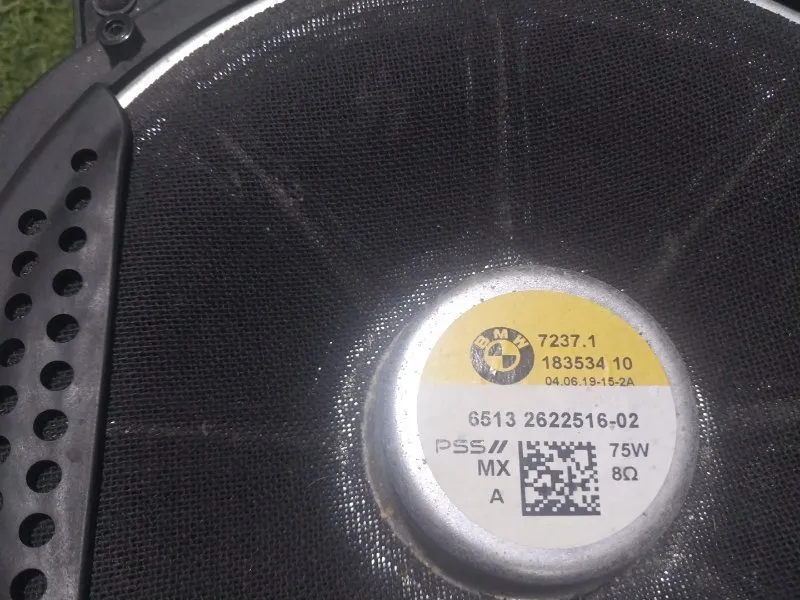 BMW
7237.1
183534 10
04.06.19-15-2A
6513 2622516-02
PSS//
75W
MX
8Ω
A